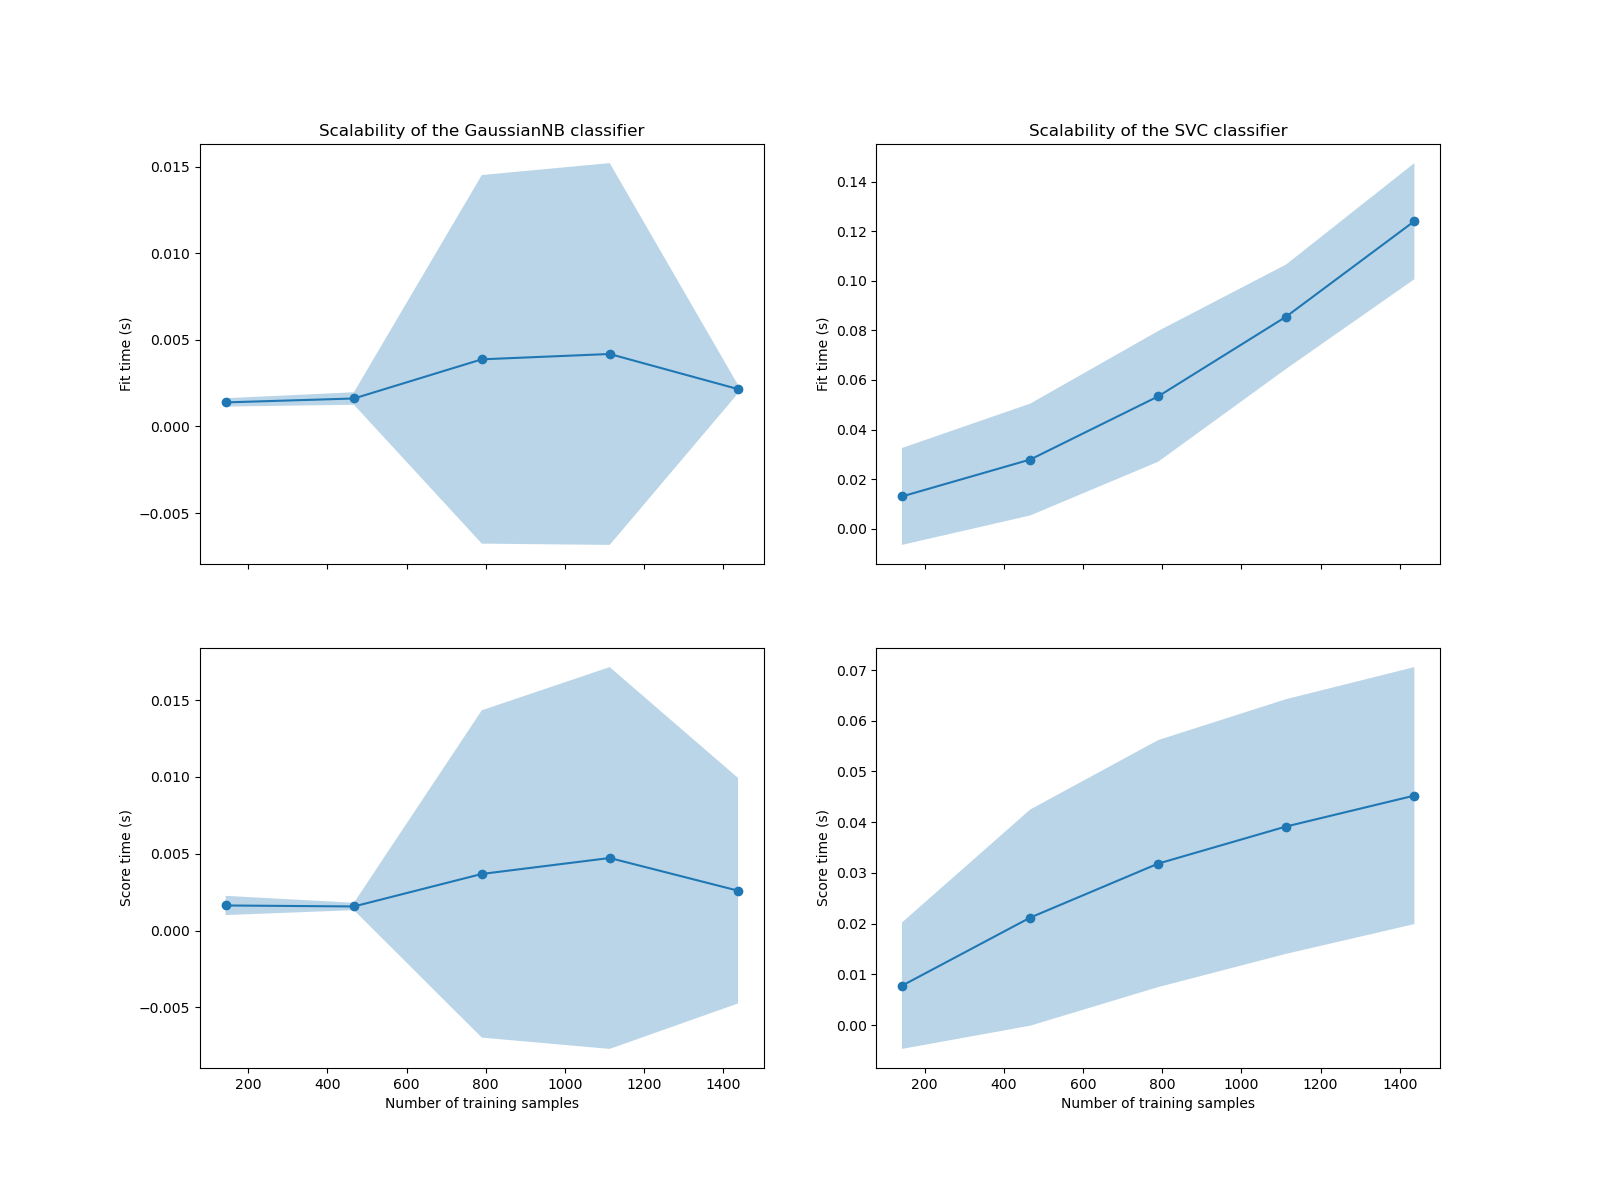 Scalability of the GaussianNB classifier
0.015
0.010
0.005
0.000
−0.005
Fit time (s)
Scalability of the SVC classifier
0.14
0.12
0.10
0.08
0.06
0.04
0.02
0.00
Fit time (s)
0.015
0.010
0.005
0.000
−0.005
Score time (s)
200 400 600 800 1000 1200 1400
Number of training samples
0.07
0.06
0.05
0.04
0.03
0.02
0.01
0.00
Score time (s)
200 400 600 800 1000 1200 1400
Number of training samples